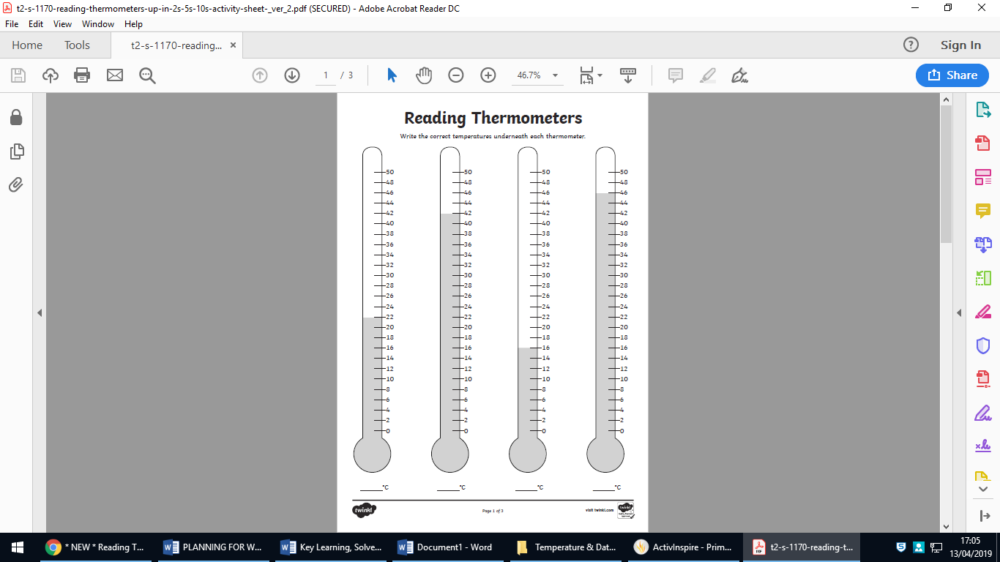 t2-s-1170-reading-thermometers-up-in-2s-5s-10s-activity-sheet-_ver_2.pdf (SECURED) - Adobe Acrobat Reader DC
File Edit View Window Help
Home Tools t2-s-1170-reading... × Sign In
1 / 3 46.7% Share
Reading Thermometers
Write the correct temperatures underneath each thermometer.
50 50 50 50
48 48 48 48
46 46 46 46
44 44 44 44
42 42 42 42
40 40 40 40
38 38 38 38
36 36 36 36
34 34 34 34
32 32 32 32
30 30 30 30
28 28 28 28
26 26 26 26
24 24 24 24
22 22 22 22
20 20 20 20
18 18 18 18
16 16 16 16
14 14 14 14
12 12 12 12
10 10 10 10
8 8 8 8
6 6 6 6
4 4 4 4
2 2 2 2
0 0 0 0
______°C ______°C ______°C ______°C
twinkl Page 1 of 3 visit twinkl.com twinkl
* NEW * Reading T... PLANNING FOR W... Key Learning, Solve... Document1 - Word Temperature & Dat... ActivInspire - Prim... t2-s-1170-reading-t... 17:05
13/04/2019